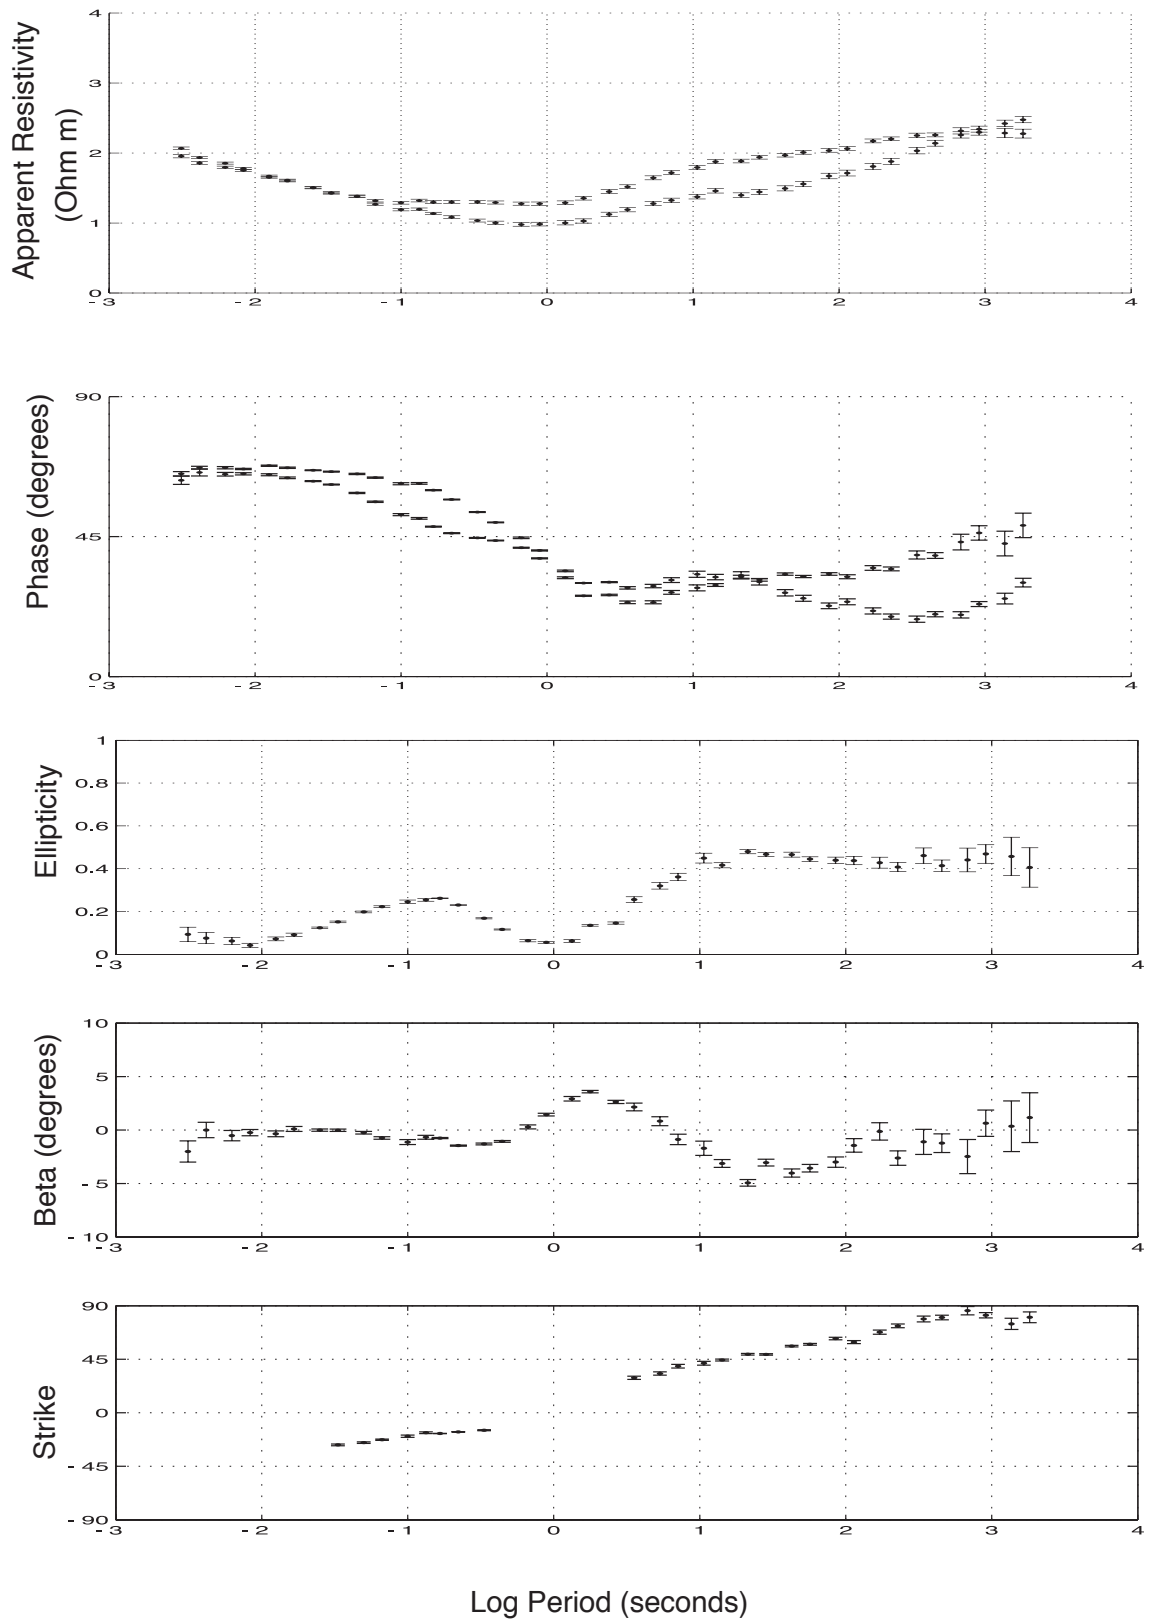 Apparent Resistivity
(Ohm m)
4
3
2
1
0
- 3 - 2 - 1 0 1 2 3 4
Phase (degrees)
90
45
0
- 3 - 2 - 1 0 1 2 3 4
Ellipticity
1
0.8
0.6
0.4
0.2
0
- 3 - 2 - 1 0 1 2 3 4
Beta (degrees)
10
5
0
- 5
- 10
- 3 - 2 - 1 0 1 2 3 4
Strike
90
45
0
- 45
- 90
- 3 - 2 - 1 0 1 2 3 4
Log Period (seconds)